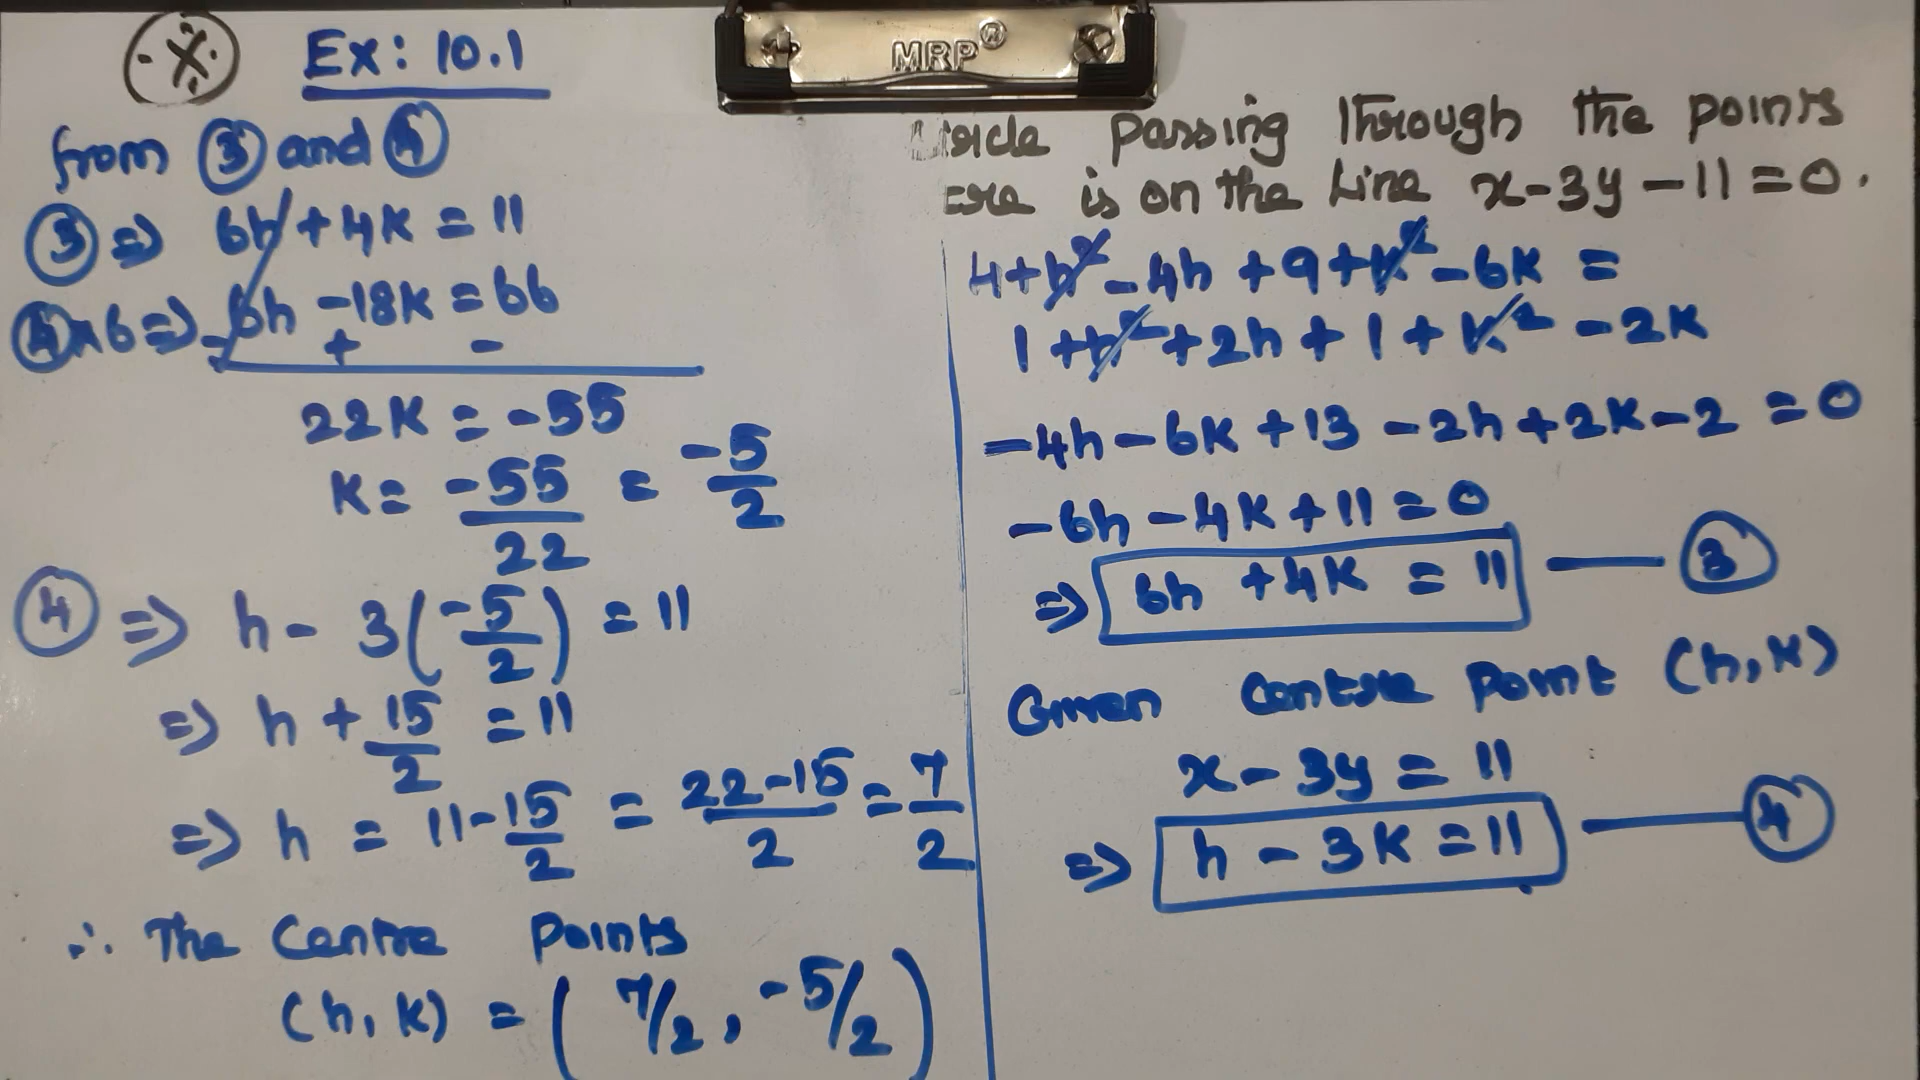 MRP®
Ex: 10.1
from ③ and ④
③ ⇒ 6h + 4k = 11
④×6 ⇒ 6h - 18k = 66
- + -
22k = -55
k = -55/22 = -5/2
④ ⇒ h - 3(-5/2) = 11
⇒ h + 15/2 = 11
⇒ h = 11 - 15/2 = 22-15/2 = 7/2
∴ The Centre points
(h, k) = (7/2, -5/2)
passing through the points
is on the line x-3y-11=0.
4+h²-4h+9+k²-6k =
1+h²+2h+1+k²-2k
-4h-6k+13-2h+2k-2 = 0
-6h-4k+11=0
⇒ 6h+4k = 11 — ③
Given Centre point (h,k)
x-3y = 11
⇒ h-3k=11 — ④